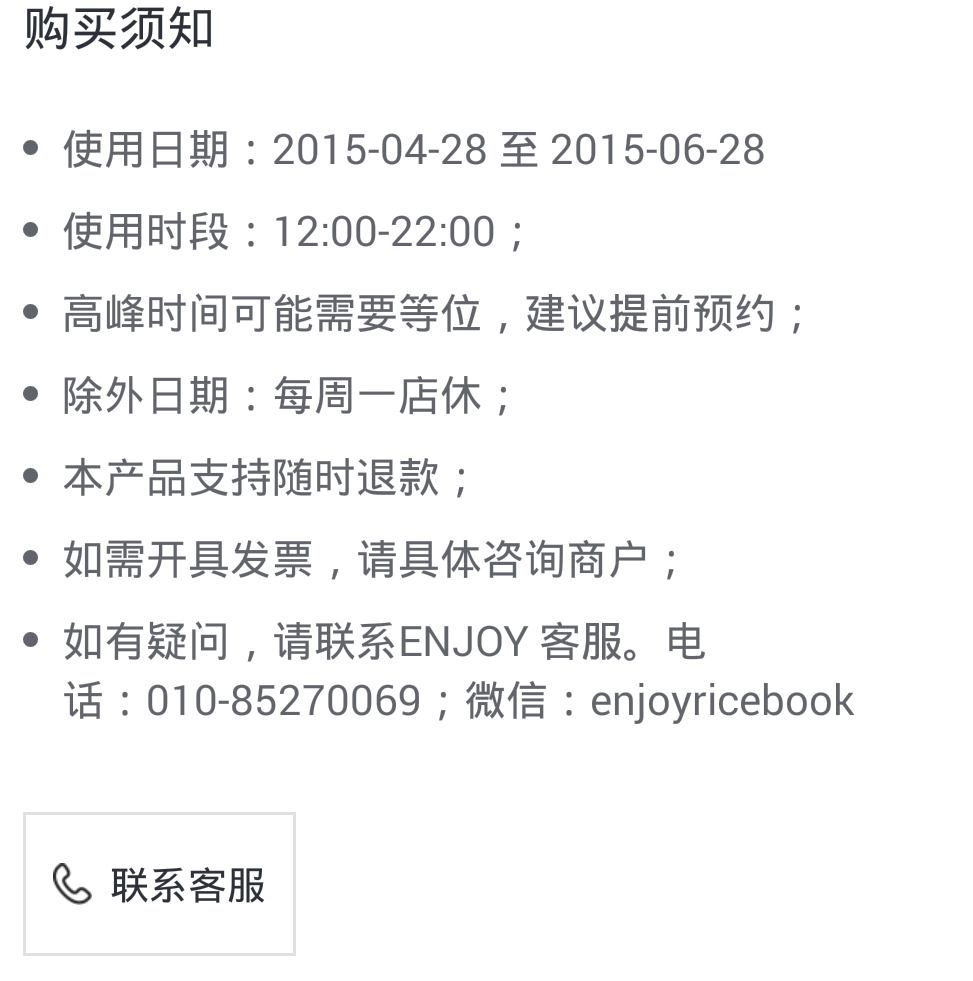 购买须知
使用日期：2015-04-28 至 2015-06-28
使用时段：12:00-22:00；
高峰时间可能需要等位，建议提前预约；
除外日期：每周一店休；
本产品支持随时退款；
如需开具发票，请具体咨询商户；
如有疑问，请联系ENJOY 客服。电
话：010-85270069；微信：enjoyricebook
联系客服